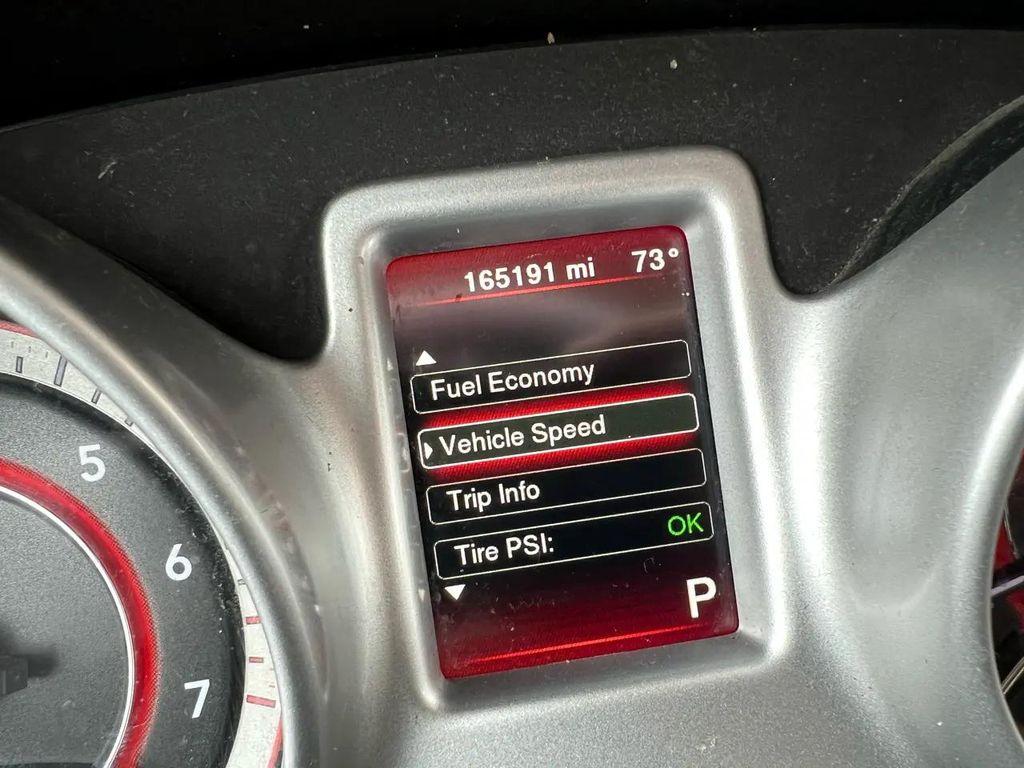 165191 mi 73°
Fuel Economy
Vehicle Speed
Trip Info
Tire PSI: OK
P
5
6
7